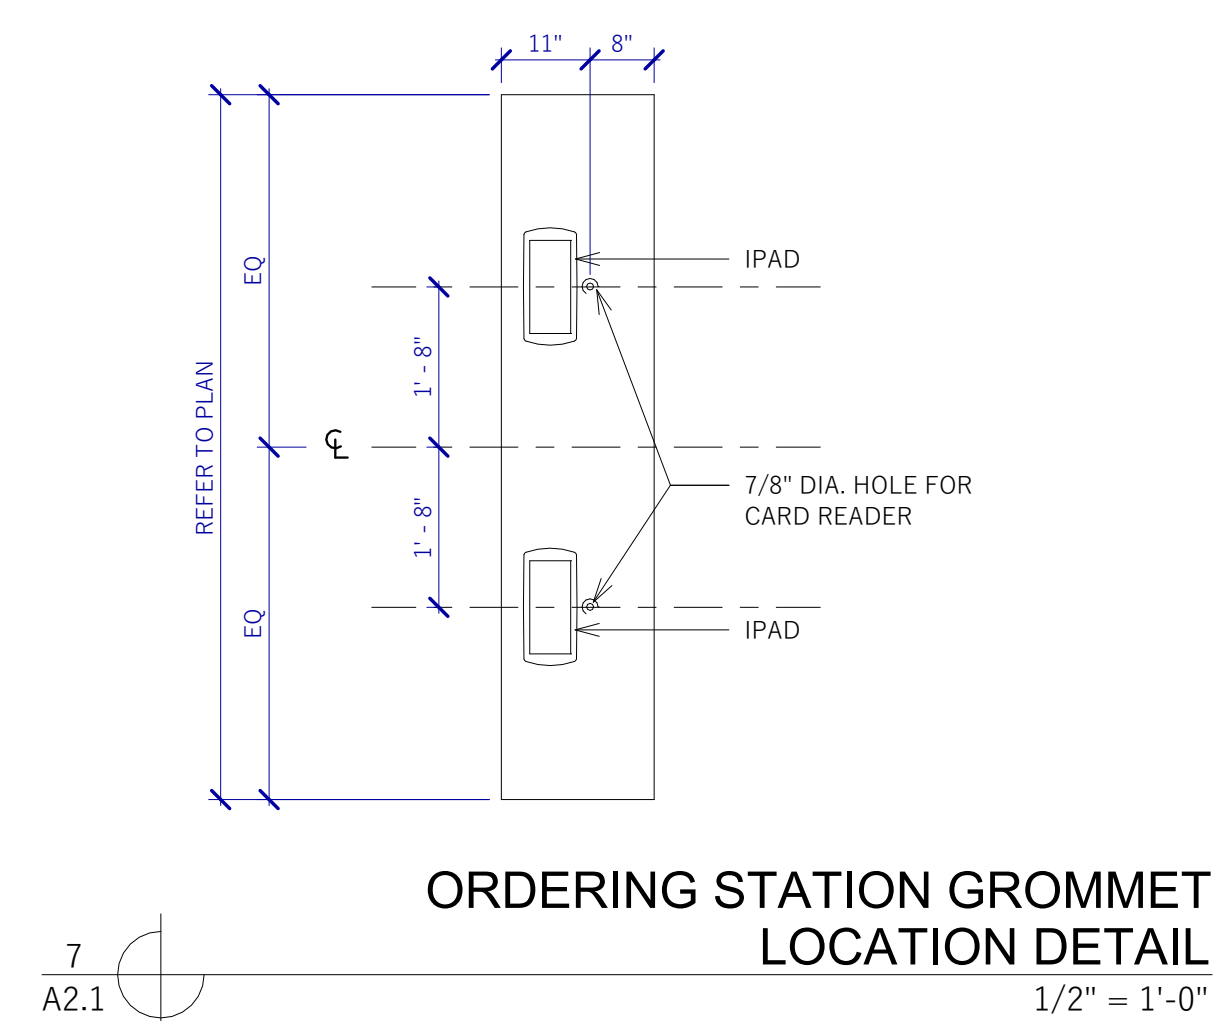 11"
8"
IPAD
EQ
1' - 8"
REFER TO PLAN
℄
7/8" DIA. HOLE FOR
CARD READER
1' - 8"
EQ
IPAD
ORDERING STATION GROMMET
LOCATION DETAIL
7
A2.1
1/2" = 1'-0"